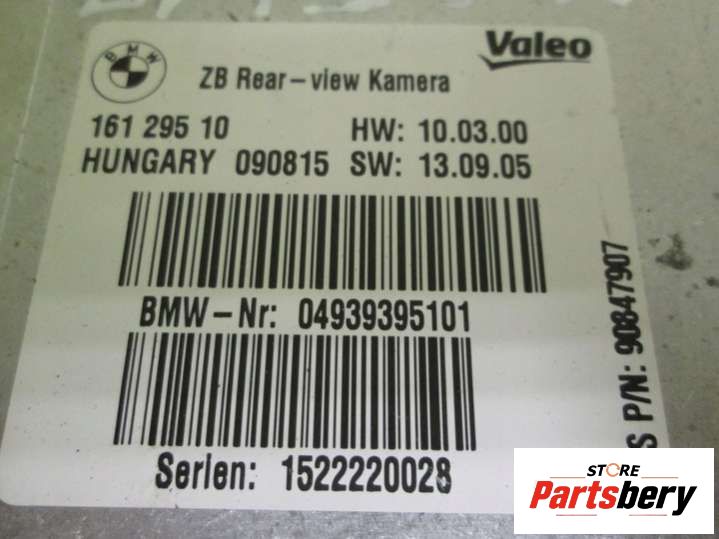 BMW
Valeo
ZB Rear-view Kamera
161 295 10 HW: 10.03.00
HUNGARY 090815 SW: 13.09.05
BMW-Nr: 04939395101
Serien: 1522220028
S P/N: 90847907
STORE
Partsbery